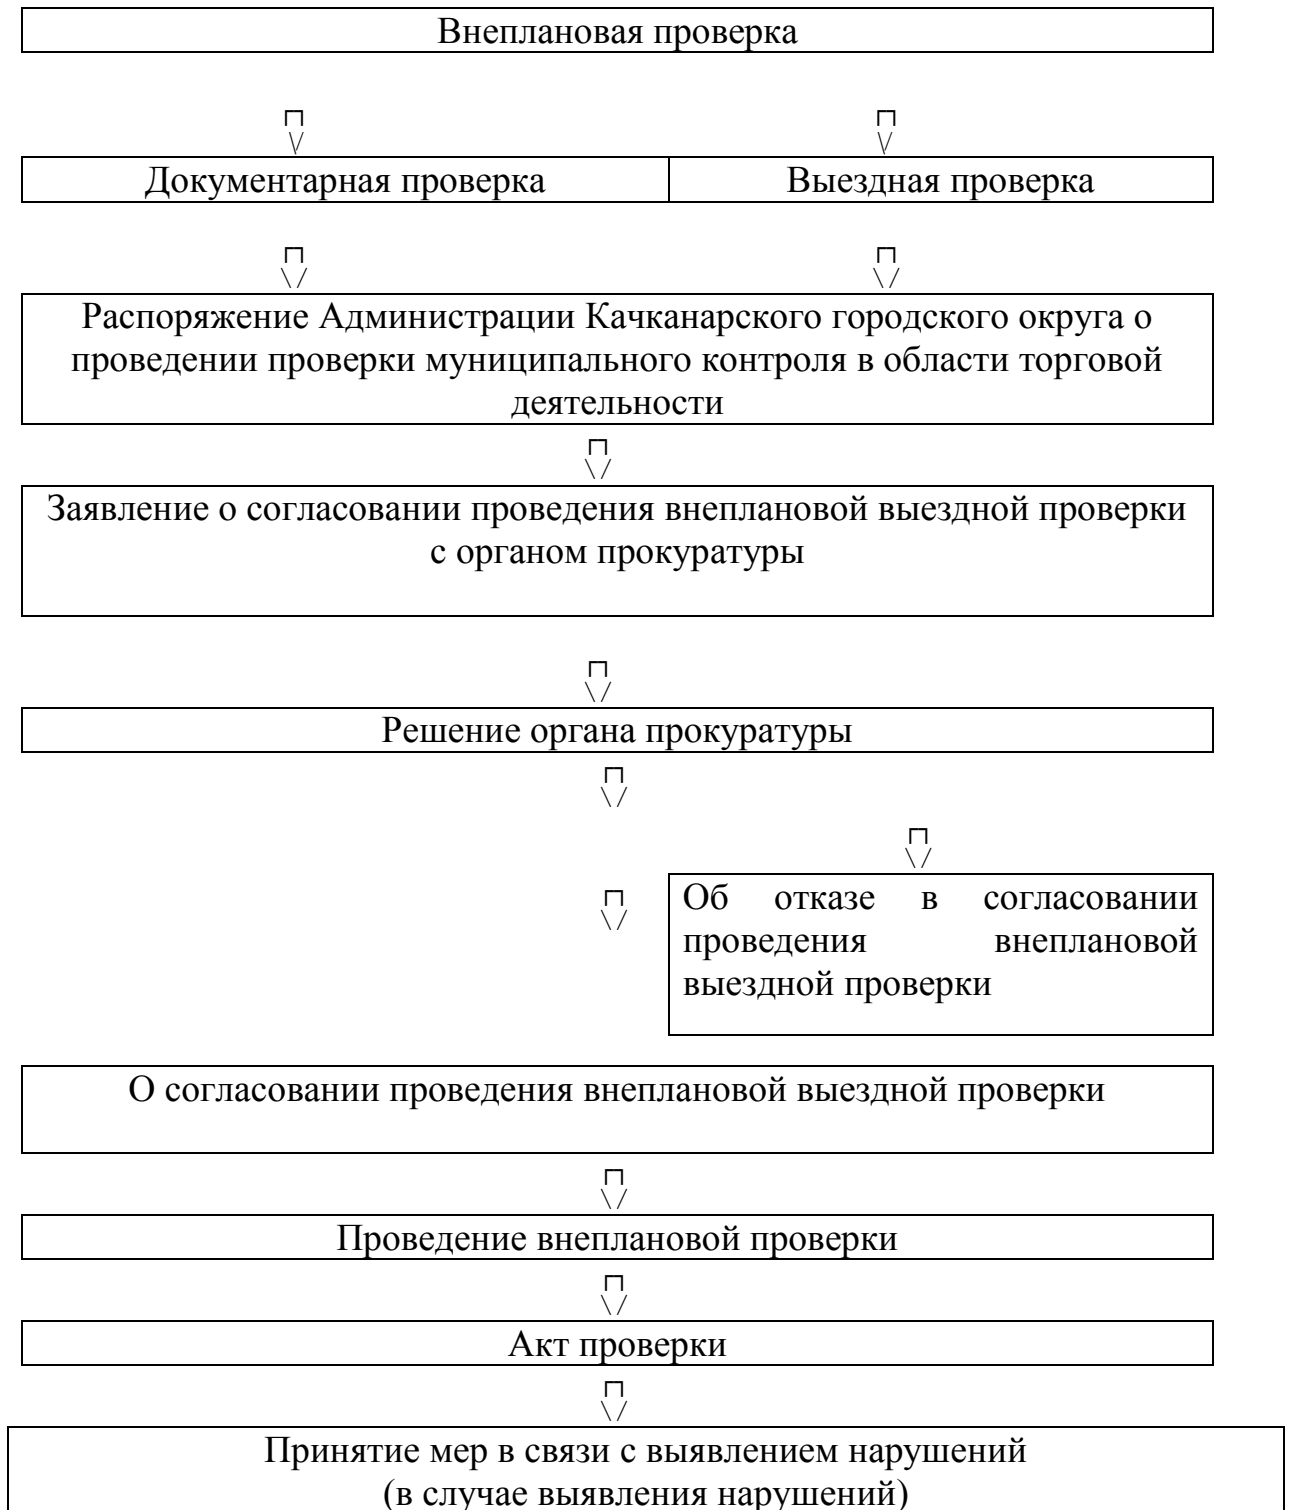 Внеплановая проверка
Документарная проверка
Выездная проверка
Распоряжение Администрации Качканарского городского округа о
проведении проверки муниципального контроля в области торговой
деятельности
Заявление о согласовании проведения внеплановой выездной проверки
с органом прокуратуры
Решение органа прокуратуры
Об отказе в согласовании
проведения внеплановой
выездной проверки
О согласовании проведения внеплановой выездной проверки
Проведение внеплановой проверки
Акт проверки
Принятие мер в связи с выявлением нарушений
(в случае выявления нарушений)